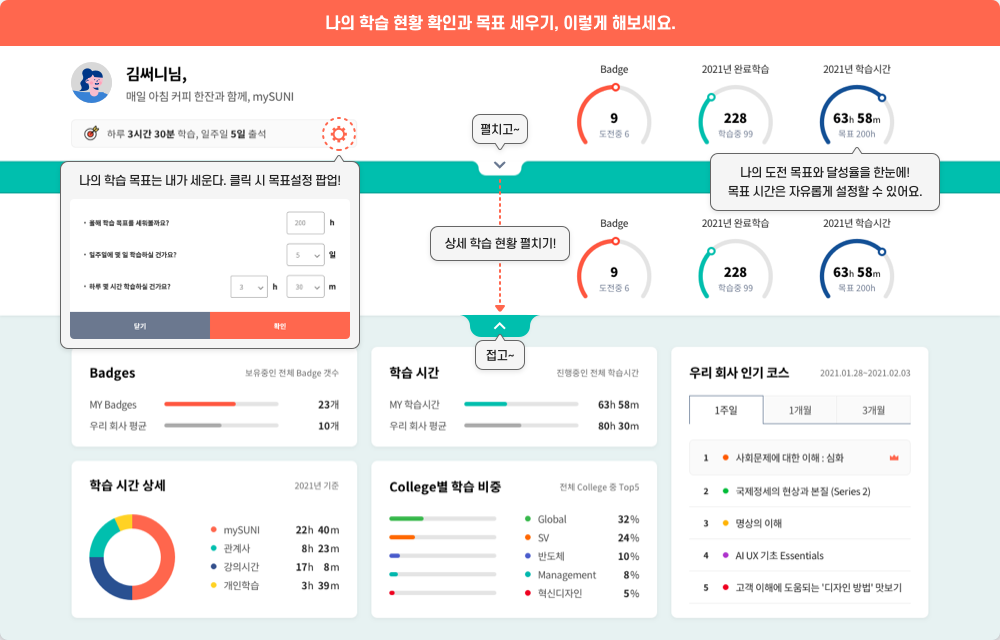 나의 학습 현황 확인과 목표 세우기, 이렇게 해보세요.
김써니님,
매일 아침 커피 한잔과 함께, mySUNI
하루 3시간 30분 학습, 일주일 5일 출석
Badge
9
도전중 6
2021년 완료학습
228
학습중 99
2021년 학습시간
63h 58m
목표 200h
펼치고~
나의 학습 목표는 내가 세운다. 클릭 시 목표설정 팝업!
• 올해 학습 목표를 세워볼까요?
200 h
• 일주일에 몇 일 학습하실 건가요?
5 일
• 하루 몇 시간 학습하실 건가요?
3 h 30 m
닫기
확인
나의 도전 목표와 달성율을 한눈에!
목표 시간은 자유롭게 설정할 수 있어요.
상세 학습 현황 펼치기!
Badge
9
도전중 6
2021년 완료학습
228
학습중 99
2021년 학습시간
63h 58m
목표 200h
접고~
Badges
보유중인 전체 Badge 갯수
MY Badges 23개
우리 회사 평균 10개
학습 시간
진행중인 전체 학습시간
MY 학습시간 63h 58m
우리 회사 평균 80h 30m
우리 회사 인기 코스
2021.01.28~2021.02.03
1주일
1개월
3개월
1 사회문제에 대한 이해 : 심화
2 국제정세의 현상과 본질 (Series 2)
3 명상의 이해
4 AI UX 기초 Essentials
5 고객 이해에 도움되는 '디자인 방법' 맛보기
학습 시간 상세
2021년 기준
mySUNI 22h 40m
관계사 8h 23m
강의시간 17h 8m
개인학습 3h 39m
College별 학습 비중
전체 College 중 Top5
Global 32%
SV 24%
반도체 10%
Management 8%
혁신디자인 5%